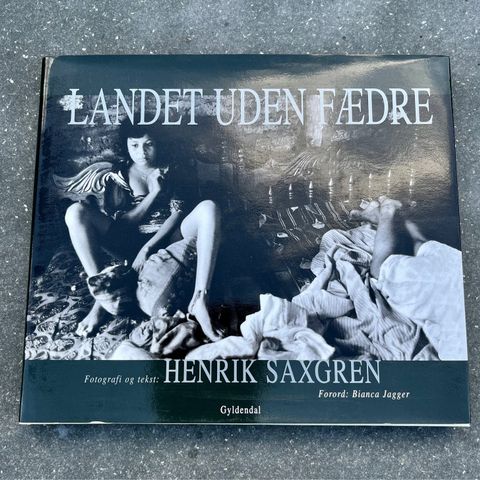 LANDET UDEN FÆDRE
Fotografi og tekst: HENRIK SAXGREN
Forord: Bianca Jagger
Gyldendal